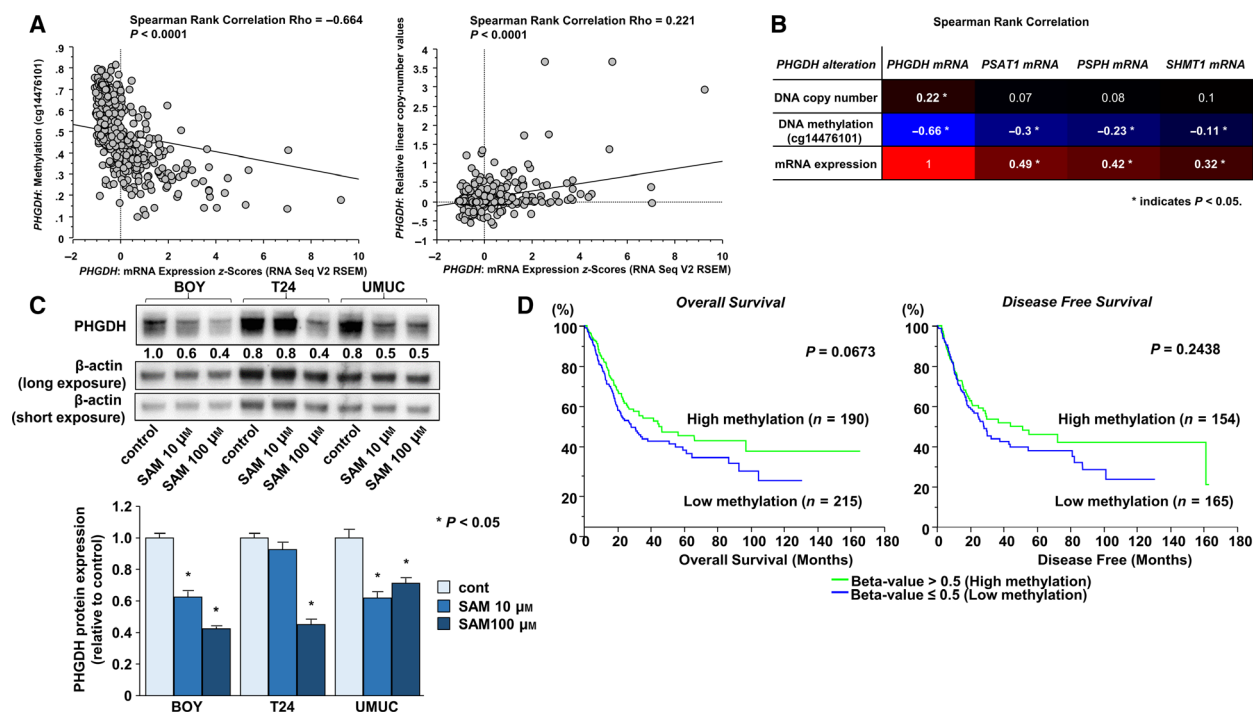 A
Spearman Rank Correlation Rho = –0.664
P < 0.0001
PHGDH: Methylation (cg14476101)
.9
.8
.7
.6
.5
.4
.3
.2
.1
0
–2 0 2 4 6 8 10
PHGDH: mRNA Expression z-Scores (RNA Seq V2 RSEM)
Spearman Rank Correlation Rho = 0.221
P < 0.0001
PHGDH: Relative linear copy-number values
4
3.5
3
2.5
2
1.5
1
.5
0
–.5
–1
–2 0 2 4 6 8 10
PHGDH: mRNA Expression z-Scores (RNA Seq V2 RSEM)
B
Spearman Rank Correlation
PHGDH alteration PHGDH mRNA PSAT1 mRNA PSPH mRNA SHMT1 mRNA
DNA copy number 0.22 * 0.07 0.08 0.1
DNA methylation
(cg14476101)
–0.66 * –0.3 * –0.23 * –0.11 *
mRNA expression 1 0.49 * 0.42 * 0.32 *
* indicates P < 0.05.
C
BOY T24 UMUC
PHGDH
1.0 0.6 0.4 0.8 0.8 0.4 0.8 0.5 0.5
β-actin
(long exposure)
β-actin
(short exposure)
control
SAM 10 µM
SAM 100 µM
control
SAM 10 µM
SAM 100 µM
control
SAM 10 µM
SAM 100 µM
PHGDH protein expression
(relative to control)
1.2
1.0
0.8
0.6
0.4
0.2
0
* * * * *
BOY T24 UMUC
* P < 0.05
cont
SAM 10 µM
SAM100 µM
D
Overall Survival
(%)
100
80
60
40
20
0
P = 0.0673
High methylation (n = 190)
Low methylation (n = 215)
0 20 40 60 80 100 120 140 160 180
Overall Survival (Months)
Disease Free Survival
(%)
100
80
60
40
20
0
P = 0.2438
High methylation (n = 154)
Low methylation (n = 165)
0 20 40 60 80 100 120 140 160 180
Disease Free (Months)
Beta-value > 0.5 (High methylation)
Beta-value ≤ 0.5 (Low methylation)